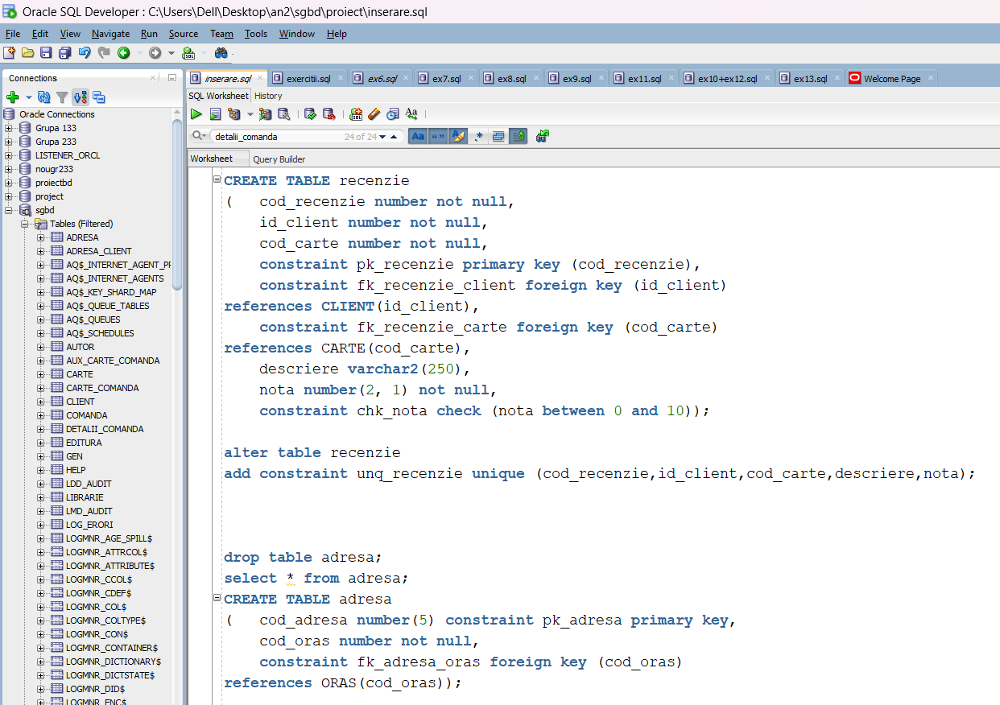 Oracle SQL Developer : C:\Users\Dell\Desktop\an2\sgbd\proiect\inserare.sql
File Edit View Navigate Run Source Team Tools Window Help
Connections
Oracle Connections
Grupa 133
Grupa 233
LISTENER_ORCL
nougr233
proiectbd
project
sgbd
Tables (Filtered)
ADRESA
ADRESA_CLIENT
AQ$_INTERNET_AGENT_PR
AQ$_INTERNET_AGENTS
AQ$_KEY_SHARD_MAP
AQ$_QUEUE_TABLES
AQ$_QUEUES
AQ$_SCHEDULES
AUTOR
AUX_CARTE_COMANDA
CARTE
CARTE_COMANDA
CLIENT
COMANDA
DETALII_COMANDA
EDITURA
GEN
HELP
LDD_AUDIT
LIBRARIE
LMD_AUDIT
LOG_ERORI
LOGMNR_AGE_SPILL$
LOGMNR_ATTRCOL$
LOGMNR_ATTRIBUTE$
LOGMNR_CCOL$
LOGMNR_CDEF$
LOGMNR_COL$
LOGMNR_COLTYPE$
LOGMNR_CON$
LOGMNR_CONTAINER$
LOGMNR_DICTIONARY$
LOGMNR_DICTSTATE$
LOGMNR_DID$
LOGMNR_ENC$
inserare.sql exercitii.sql ex6.sql ex7.sql ex8.sql ex9.sql ex11.sql ex10+ex12.sql ex13.sql Welcome Page
SQL Worksheet History
detalii_comanda 24 of 24
Worksheet Query Builder
CREATE TABLE recenzie
( cod_recenzie number not null,
id_client number not null,
cod_carte number not null,
constraint pk_recenzie primary key (cod_recenzie),
constraint fk_recenzie_client foreign key (id_client)
references CLIENT(id_client),
constraint fk_recenzie_carte foreign key (cod_carte)
references CARTE(cod_carte),
descriere varchar2(250),
nota number(2, 1) not null,
constraint chk_nota check (nota between 0 and 10));
alter table recenzie
add constraint unq_recenzie unique (cod_recenzie,id_client,cod_carte,descriere,nota);
drop table adresa;
select * from adresa;
CREATE TABLE adresa
( cod_adresa number(5) constraint pk_adresa primary key,
cod_oras number not null,
constraint fk_adresa_oras foreign key (cod_oras)
references ORAS(cod_oras));